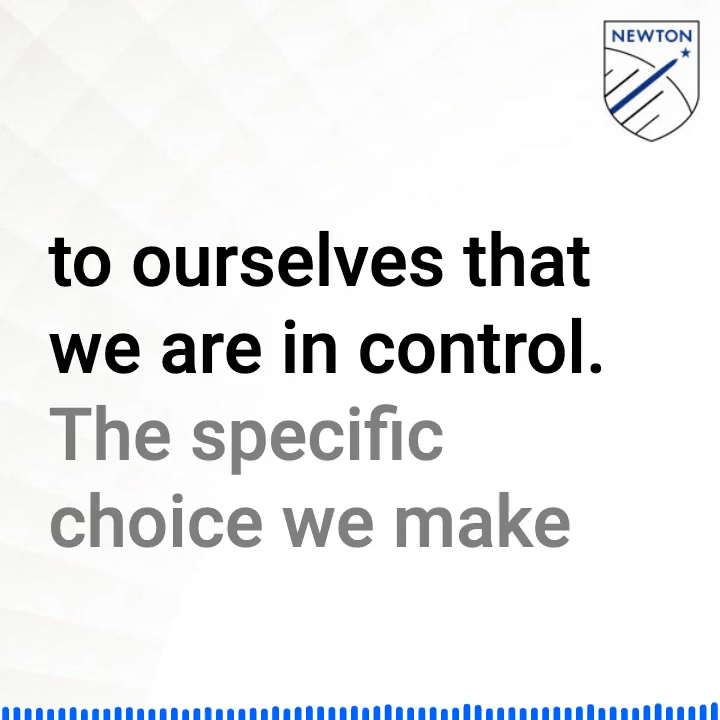 NEWTON
to ourselves that
we are in control.
The specific
choice we make